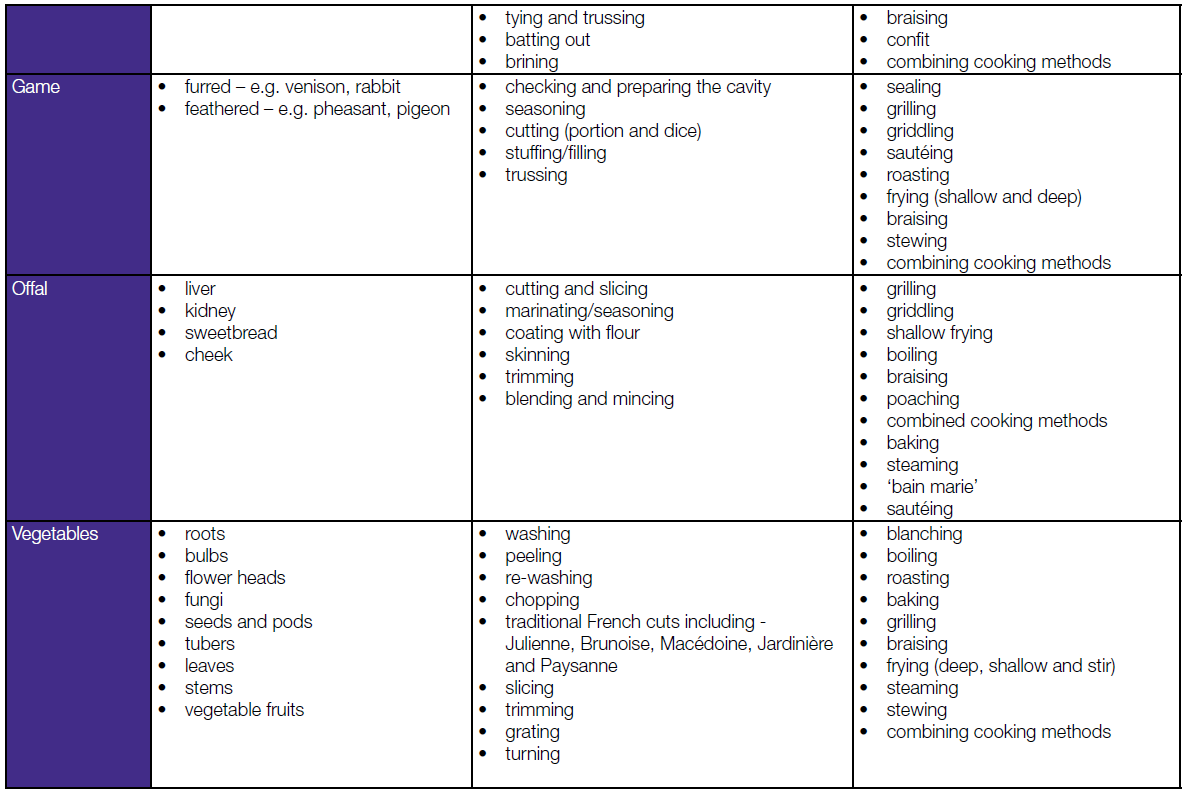 • tying and trussing
• batting out
• brining
• braising
• confit
• combining cooking methods
Game
• furred – e.g. venison, rabbit
• feathered – e.g. pheasant, pigeon
• checking and preparing the cavity
• seasoning
• cutting (portion and dice)
• stuffing/filling
• trussing
• sealing
• grilling
• griddling
• sautéing
• roasting
• frying (shallow and deep)
• braising
• stewing
• combining cooking methods
Offal
• liver
• kidney
• sweetbread
• cheek
• cutting and slicing
• marinating/seasoning
• coating with flour
• skinning
• trimming
• blending and mincing
• grilling
• griddling
• shallow frying
• boiling
• braising
• poaching
• combined cooking methods
• baking
• steaming
• ‘bain marie’
• sautéing
Vegetables
• roots
• bulbs
• flower heads
• fungi
• seeds and pods
• tubers
• leaves
• stems
• vegetable fruits
• washing
• peeling
• re-washing
• chopping
• traditional French cuts including -
Julienne, Brunoise, Macédoine, Jardinière
and Paysanne
• slicing
• trimming
• grating
• turning
• blanching
• boiling
• roasting
• baking
• grilling
• braising
• frying (deep, shallow and stir)
• steaming
• stewing
• combining cooking methods